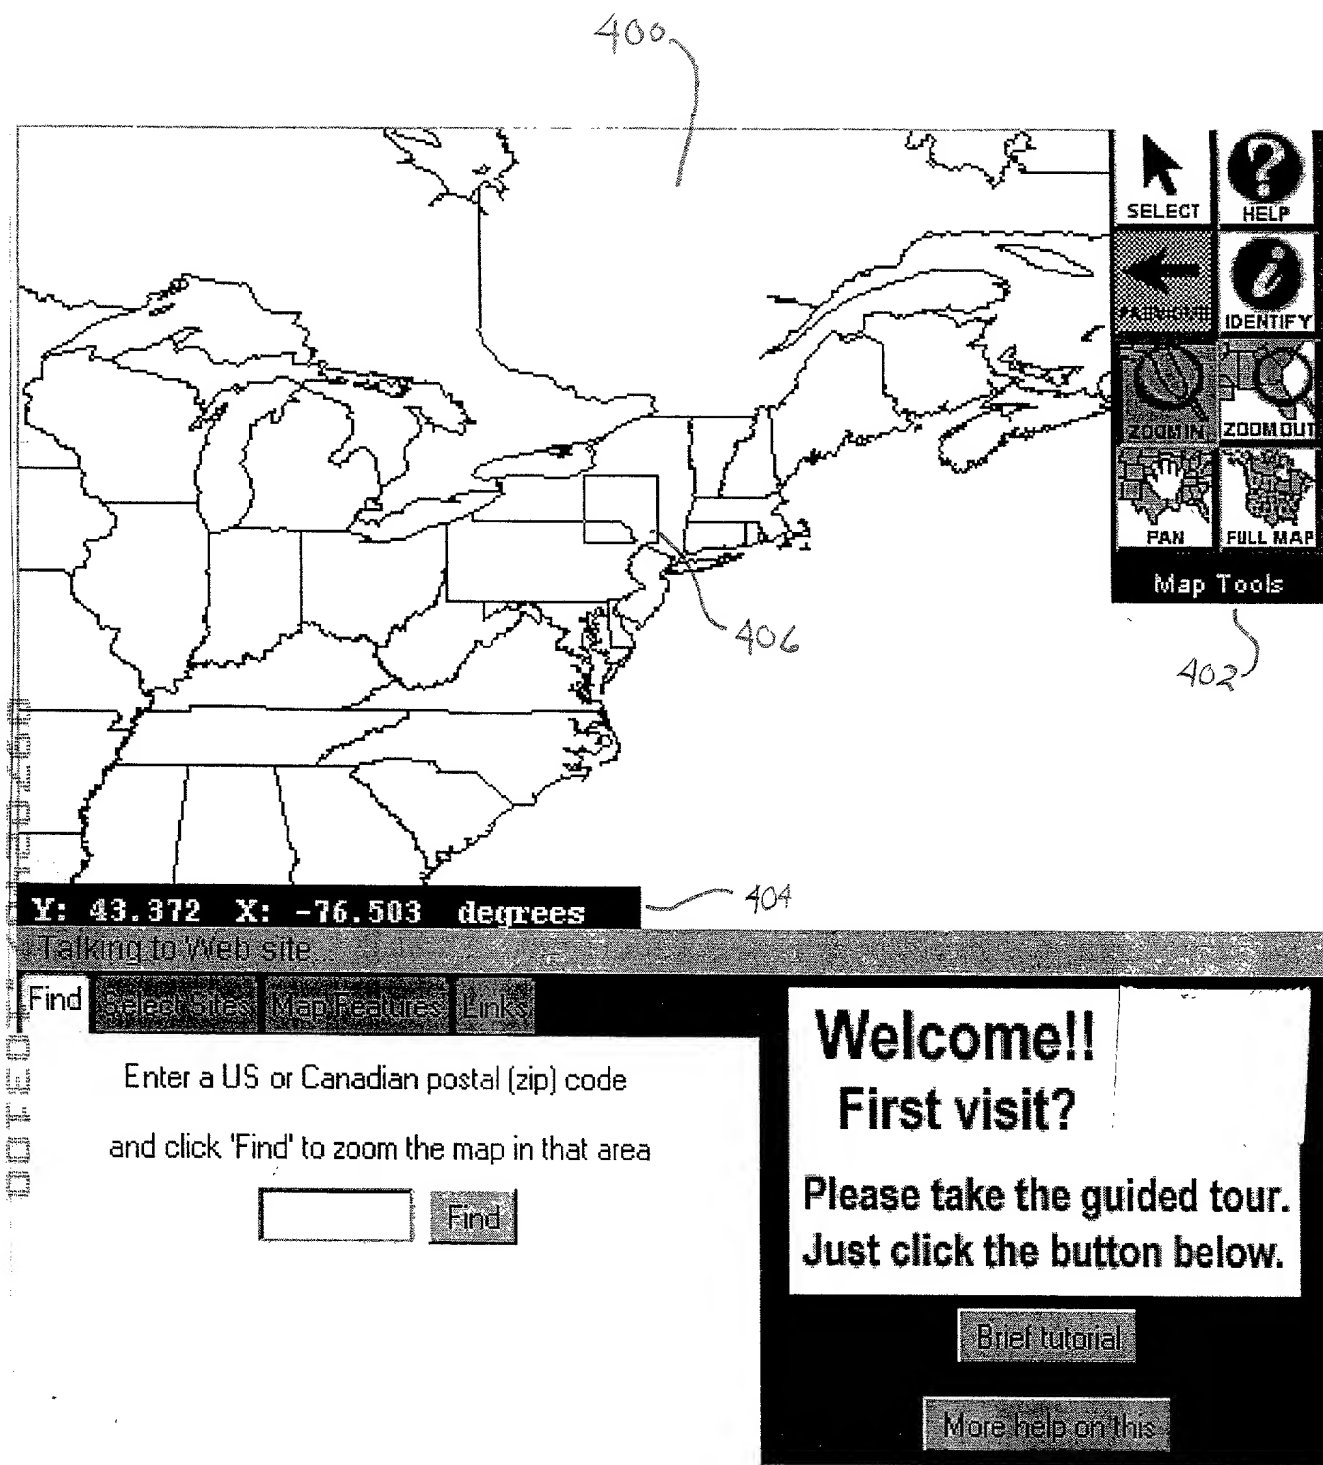 400
SELECT HELP
PREVIOUS IDENTIFY
ZOOM IN ZOOM OUT
PAN FULL MAP
Map Tools
406
402
Y: 43.372 X: -76.503 degrees
404
Talking to Web site...
Find Select Sites Map Features Links
Enter a US or Canadian postal (zip) code
and click 'Find' to zoom the map in that area
Find
Welcome!!
First visit?
Please take the guided tour.
Just click the button below.
Brief tutorial
More help on this